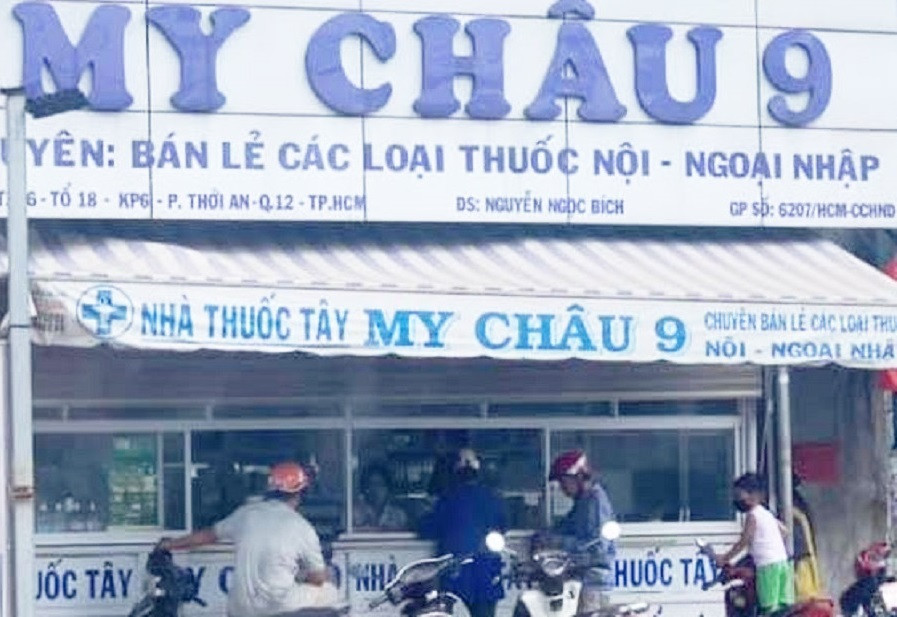 MY CHÂU 9
YÊN: BÁN LẺ CÁC LOẠI THUỐC NỘI - NGOẠI NHẬP
6 - TỔ 18 - KP6 - P. THỚI AN - Q.12 - TP.HCM
DS: NGUYỄN NGỌC BÍCH
GP SỐ: 6207/HCM-CCHND
NHÀ THUỐC TÂY MY CHÂU 9
CHUYÊN BÁN LẺ CÁC LOẠI THU
NỘI - NGOẠI NHẬ
UỐC TÂY
NHÀ
HUỐC TÂ